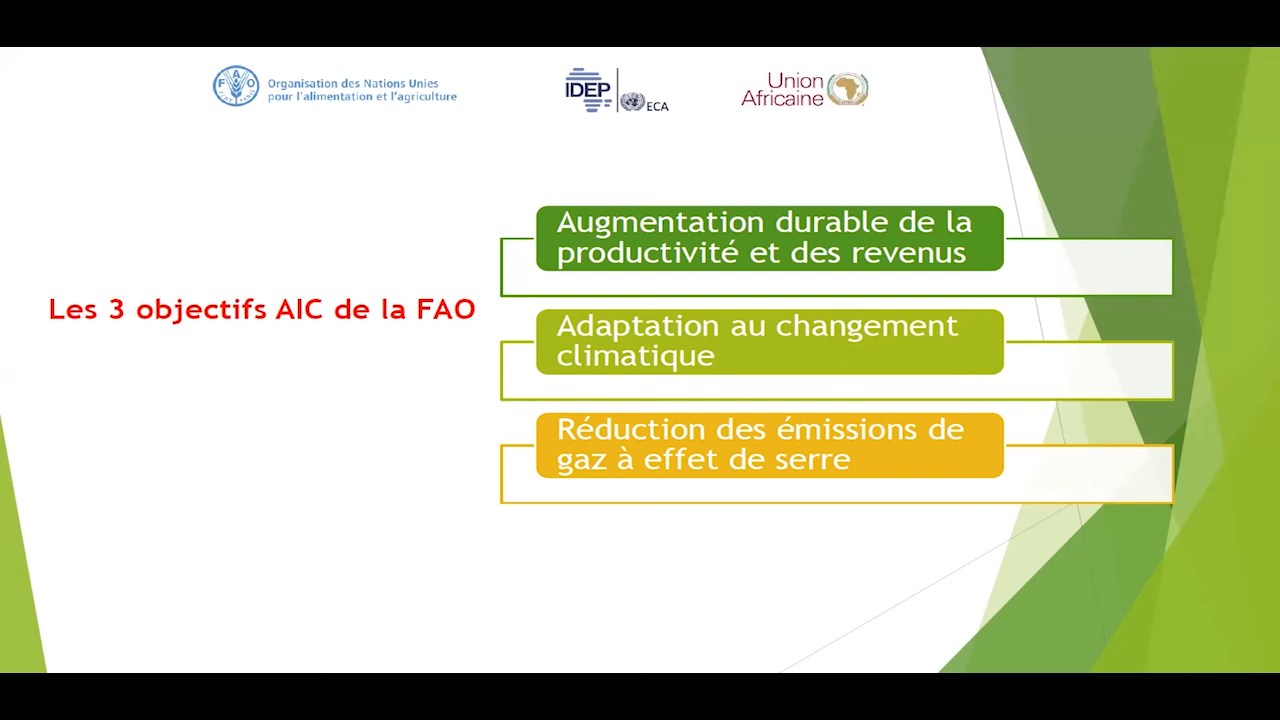 Organisation des Nations Unies
pour l'alimentation et l'agriculture
IDEP
ECA
Union
Africaine
Augmentation durable de la
productivité et des revenus
Les 3 objectifs AIC de la FAO
Adaptation au changement
climatique
Réduction des émissions de
gaz à effet de serre